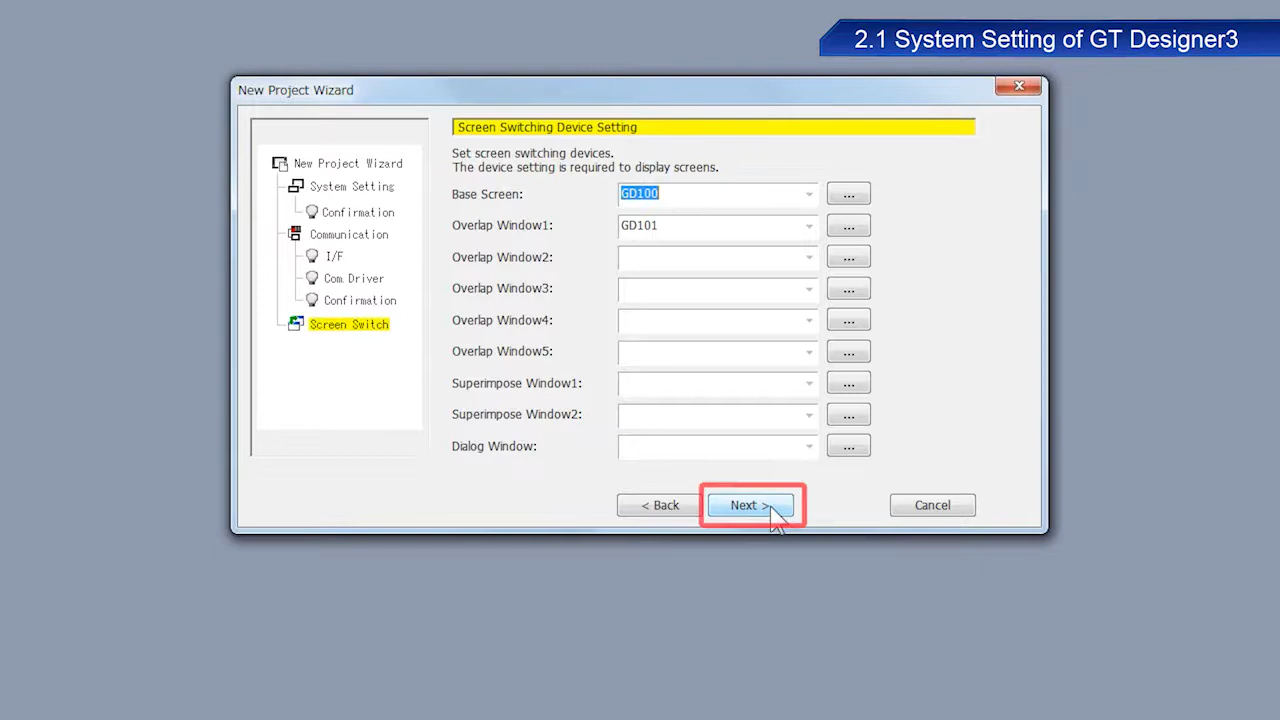 2.1 System Setting of GT Designer3
New Project Wizard
New Project Wizard
System Setting
Confirmation
Communication
I/F
Com.Driver
Confirmation
Screen Switch
Screen Switching Device Setting
Set screen switching devices.
The device setting is required to display screens.
Base Screen: GD100 ...
Overlap Window1: GD101 ...
Overlap Window2: ...
Overlap Window3: ...
Overlap Window4: ...
Overlap Window5: ...
Superimpose Window1: ...
Superimpose Window2: ...
Dialog Window: ...
< Back Next > Cancel